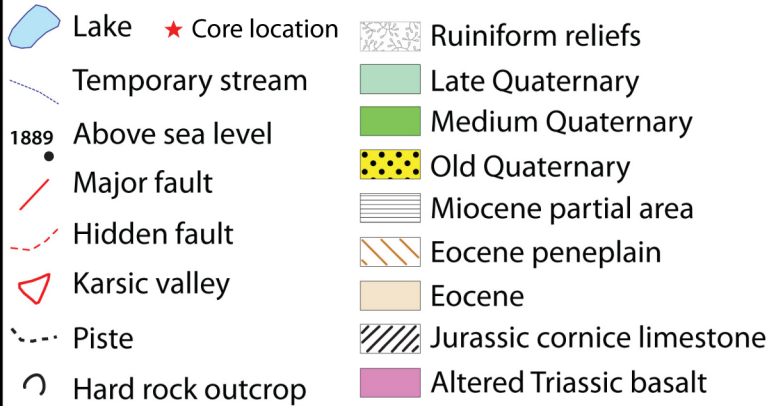 Lake
Core location
Temporary stream
1889 Above sea level
Major fault
Hidden fault
Karsic valley
Piste
Hard rock outcrop
Ruiniform reliefs
Late Quaternary
Medium Quaternary
Old Quaternary
Miocene partial area
Eocene peneplain
Eocene
Jurassic cornice limestone
Altered Triassic basalt